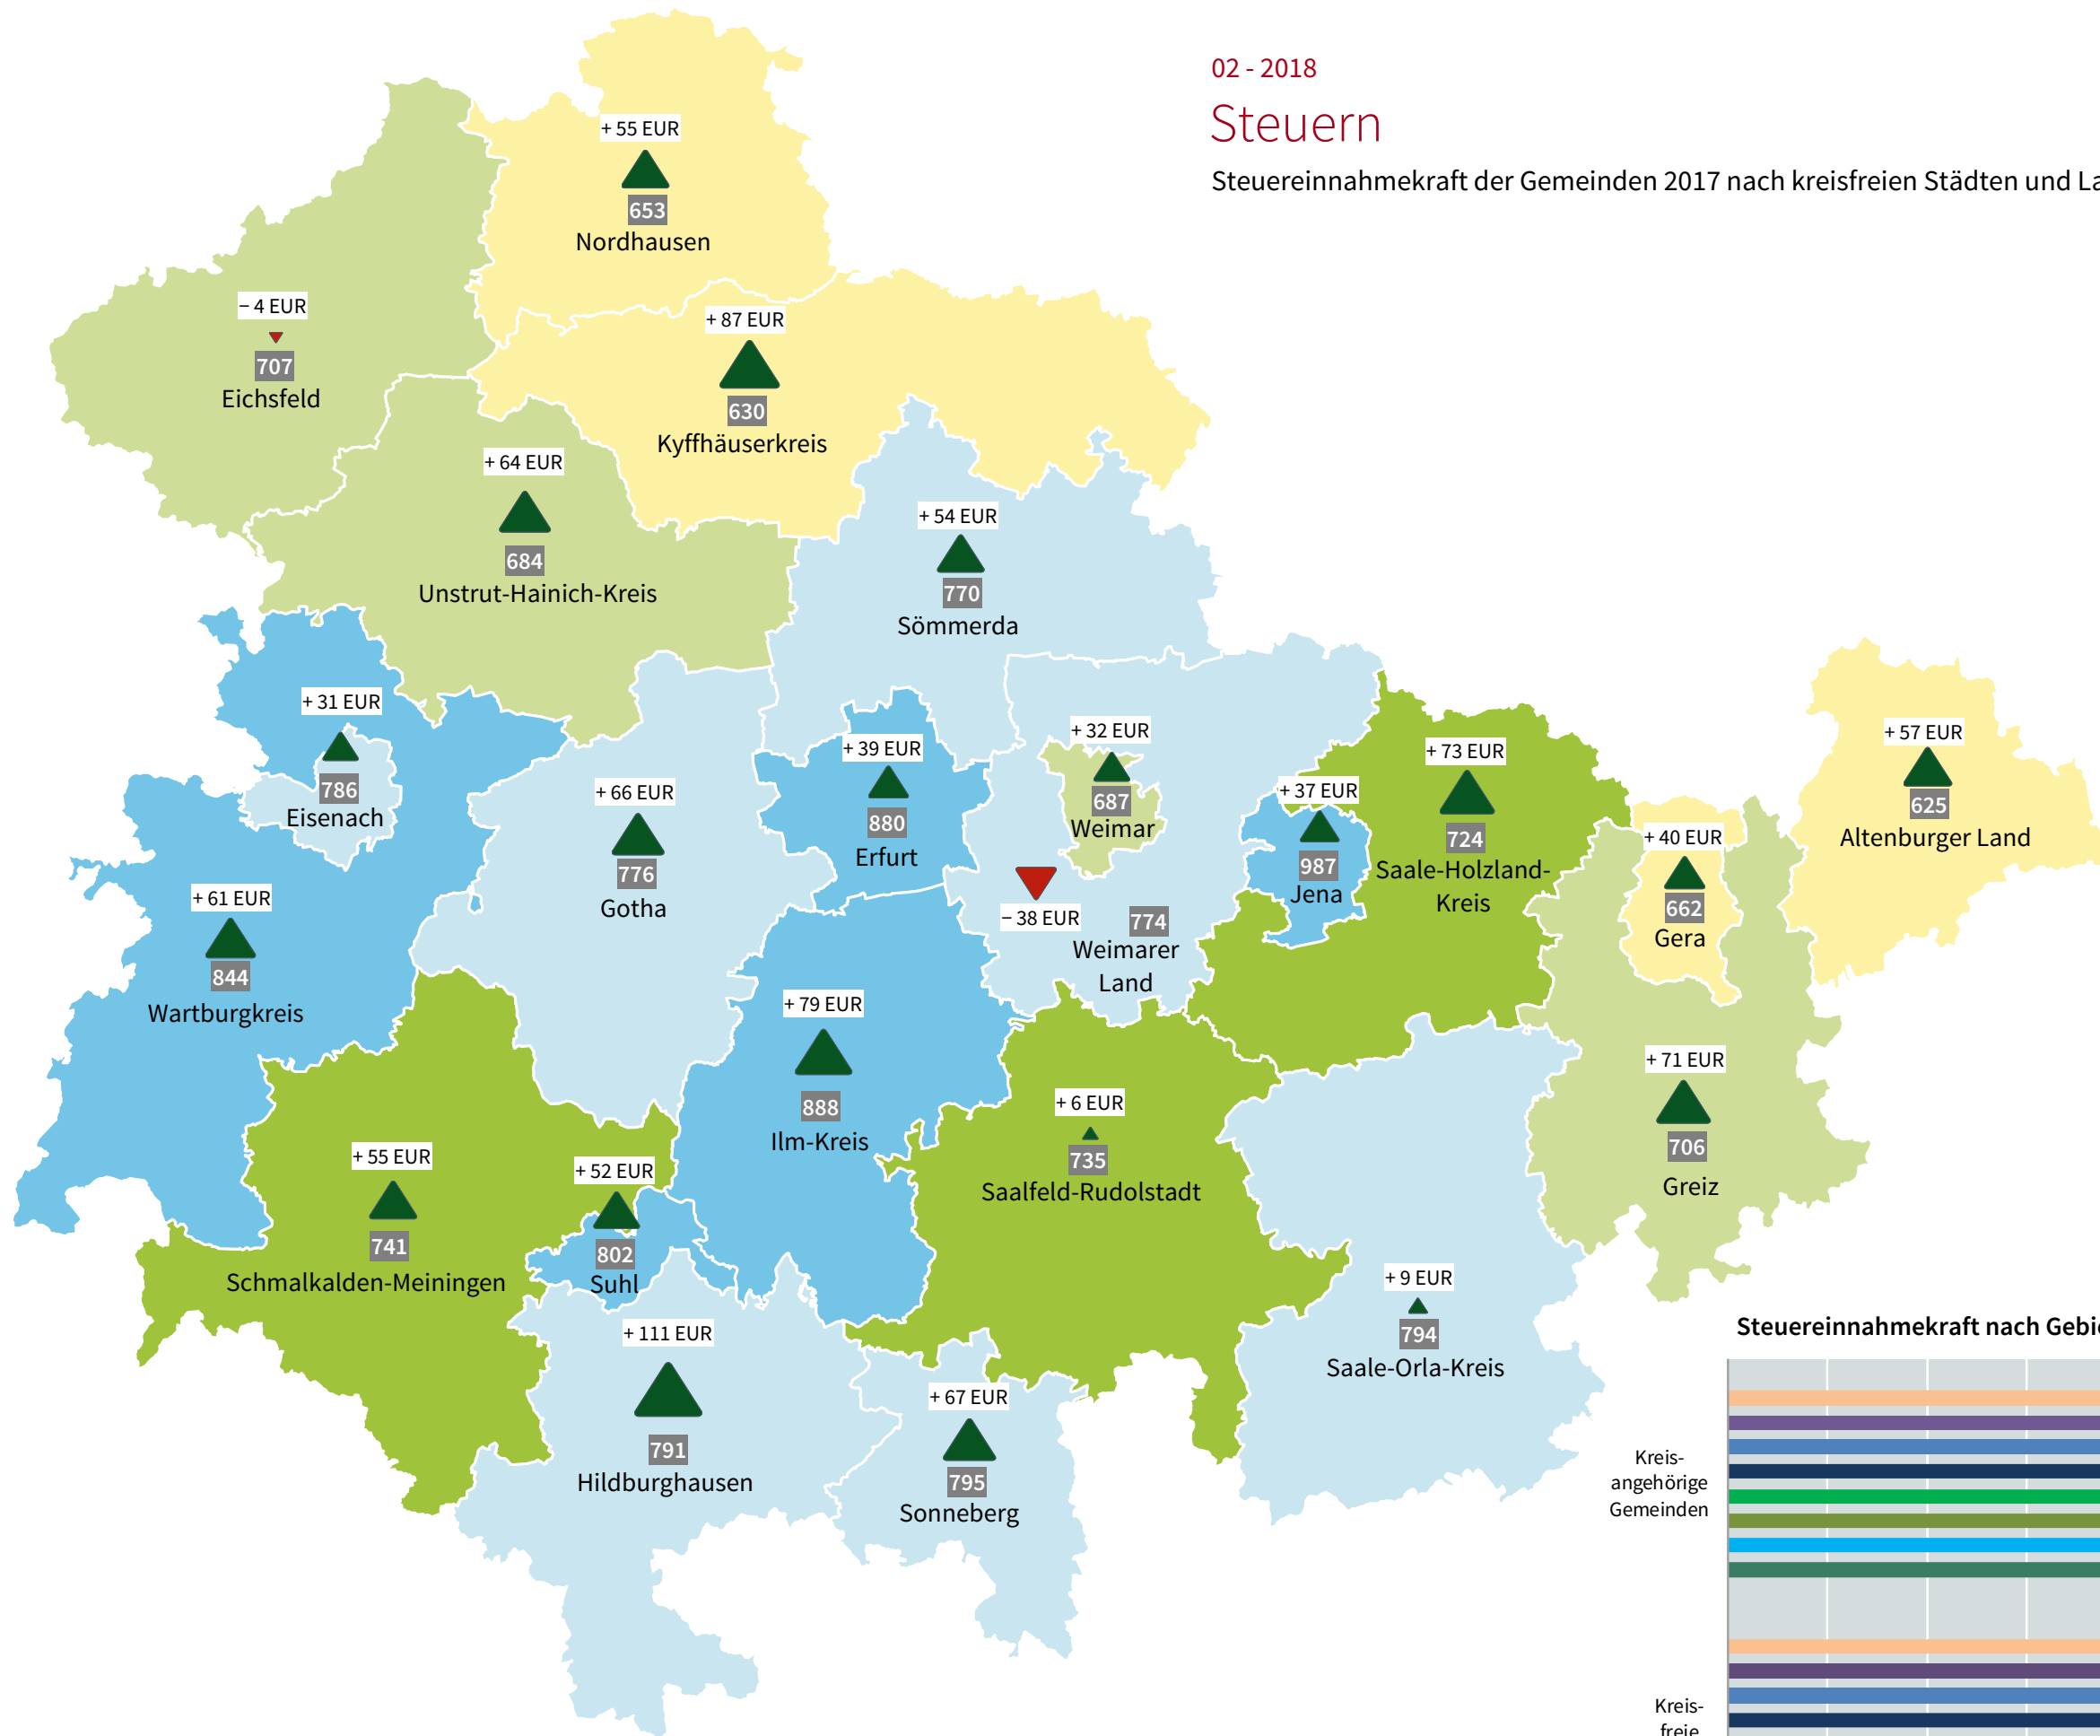 02 - 2018
Steuern
Steuereinnahmekraft der Gemeinden 2017 nach kreisfreien Städten und
+ 55 EUR
653
Nordhausen
− 4 EUR
707
Eichsfeld
+ 87 EUR
630
Kyffhäuserkreis
+ 64 EUR
684
Unstrut-Hainich-Kreis
+ 54 EUR
770
Sömmerda
+ 31 EUR
786
Eisenach
+ 39 EUR
880
Erfurt
+ 32 EUR
687
Weimar
+ 66 EUR
776
Gotha
+ 37 EUR
987
Jena
+ 73 EUR
724
Saale-Holzland-
Kreis
+ 40 EUR
662
Gera
+ 57 EUR
625
Altenburger Land
+ 61 EUR
844
Wartburgkreis
− 38 EUR
774
Weimarer
Land
+ 79 EUR
888
Ilm-Kreis
+ 6 EUR
735
Saalfeld-Rudolstadt
+ 71 EUR
706
Greiz
+ 55 EUR
741
Schmalkalden-Meiningen
+ 52 EUR
802
Suhl
+ 9 EUR
794
Saale-Orla-Kreis
+ 111 EUR
791
Hildburghausen
+ 67 EUR
795
Sonneberg
Steuereinnahmekraft nach
Kreis-
angehörige
Gemeinden
Kreis-
freie